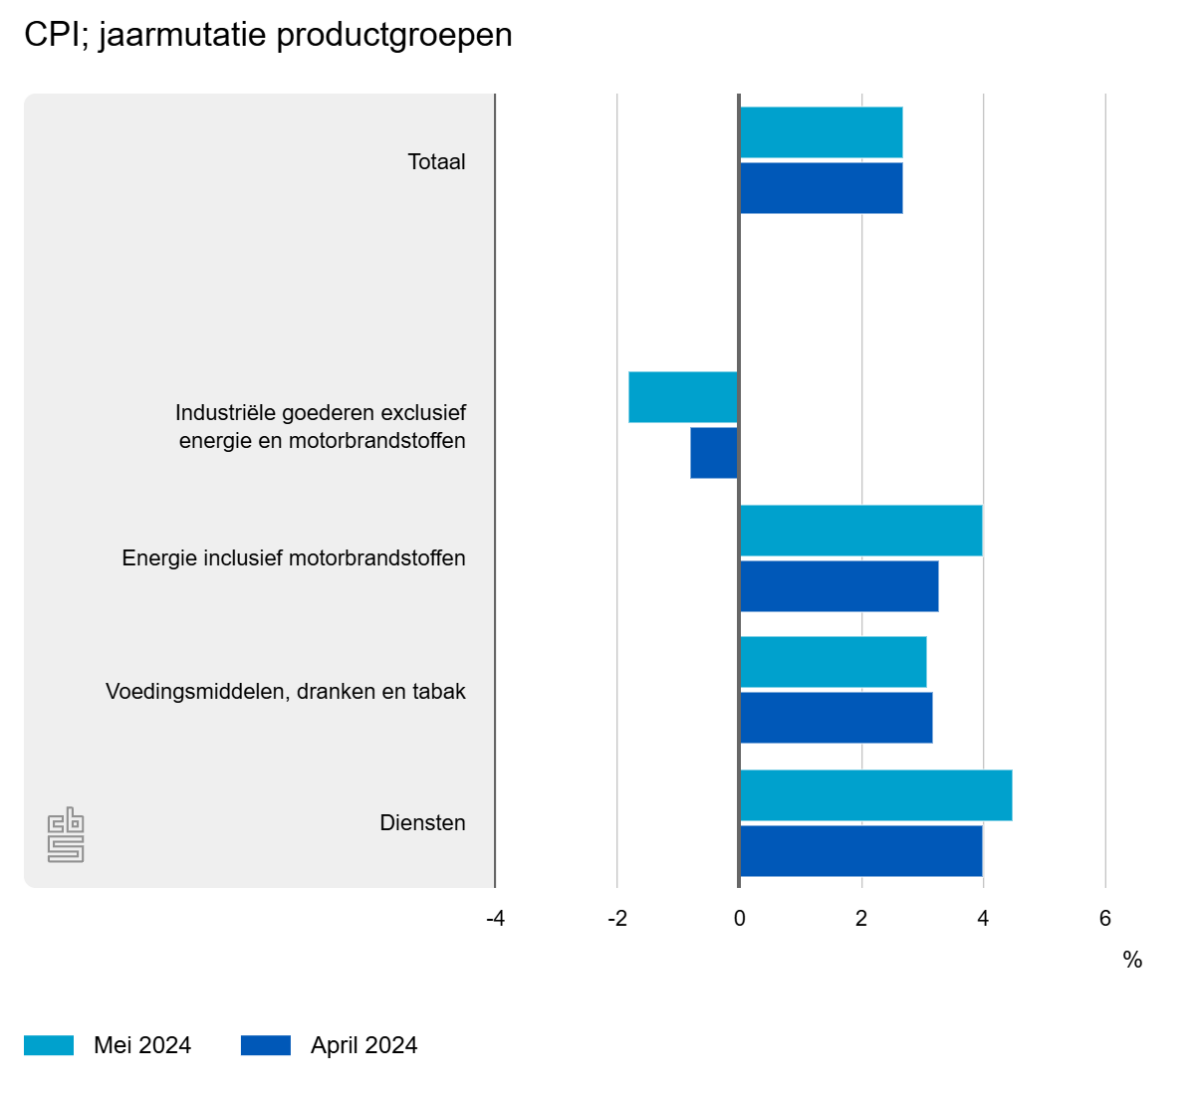 CPI; jaarmutatie productgroepen
Totaal
Industriële goederen exclusief
energie en motorbrandstoffen
Energie inclusief motorbrandstoffen
Voedingsmiddelen, dranken en tabak
Diensten
cbs
-4 -2 0 2 4 6
%
Mei 2024 April 2024